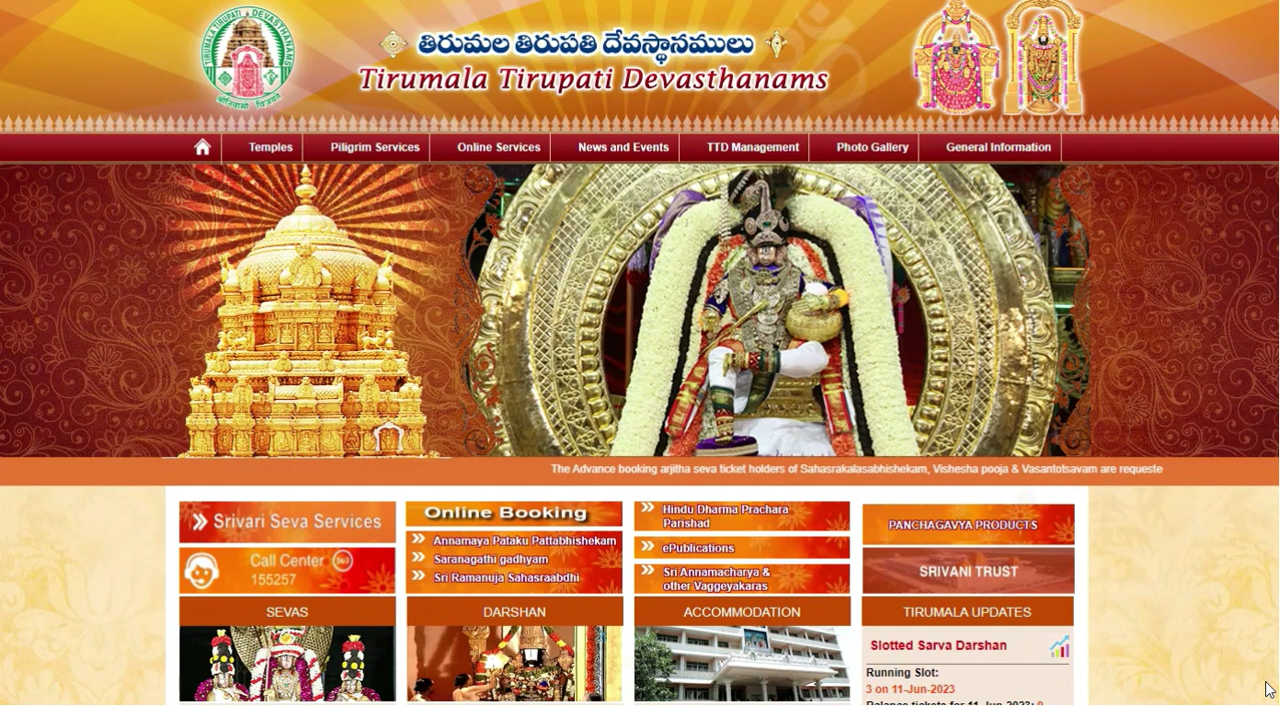 TIRUMALA TIRUPATI DEVASTHANAMS
తిరుమల తిరుపతి దేవస్థానములు
Tirumala Tirupati Devasthanams
Temples
Piligrim Services
Online Services
News and Events
TTD Management
Photo Gallery
General Information
The Advance booking arjitha seva ticket holders of Sahasrakalasabhishekam, Vishesha pooja & Vasantotsavam are requeste
Srivari Seva Services
Call Center
155257
Online Booking
Annamaya Pataku Pattabhishekam
Saranagathi gadhyam
Sri Ramanuja Sahasraabdhi
Hindu Dharma Prachara
Parishad
ePublications
Sri Annamacharya &
other Vaggeyakaras
PANCHAGAVYA PRODUCTS
SRIVANI TRUST
SEVAS
DARSHAN
ACCOMMODATION
TIRUMALA UPDATES
Slotted Sarva Darshan
Running Slot:
3 on 11-Jun-2023